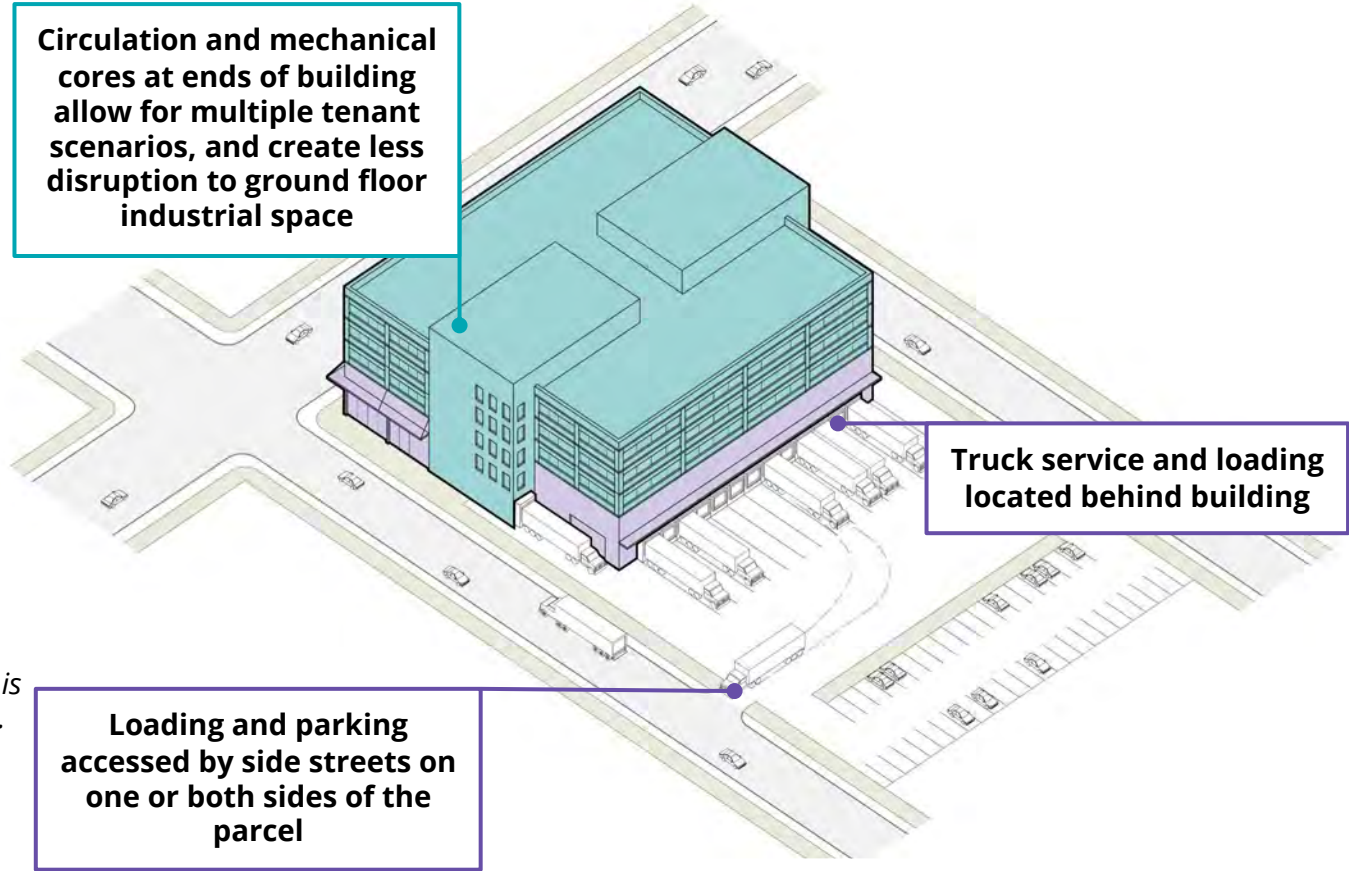 Circulation and mechanical
cores at ends of building
allow for multiple tenant
scenarios, and create less
disruption to ground floor
industrial space
Truck service and loading
located behind building
is
Loading and parking
accessed by side streets on
one or both sides of the
parcel